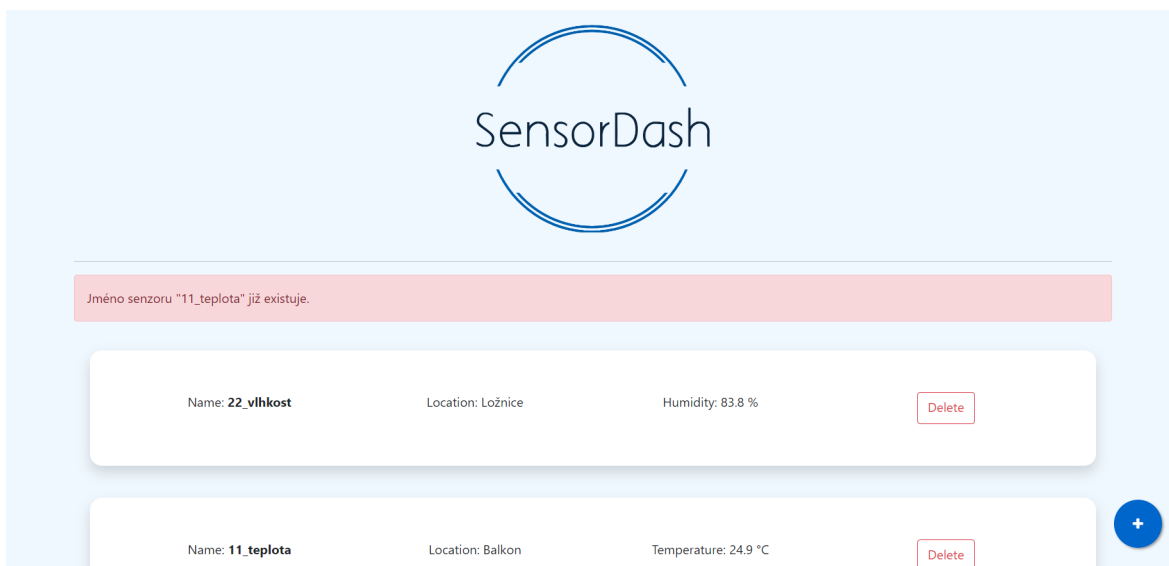 SensorDash
Jméno senzoru "11_teplota" již existuje.
Name: 22_vlhkost Location: Ložnice Humidity: 83.8 % Delete
Name: 11_teplota Location: Balkon Temperature: 24.9 °C Delete
+